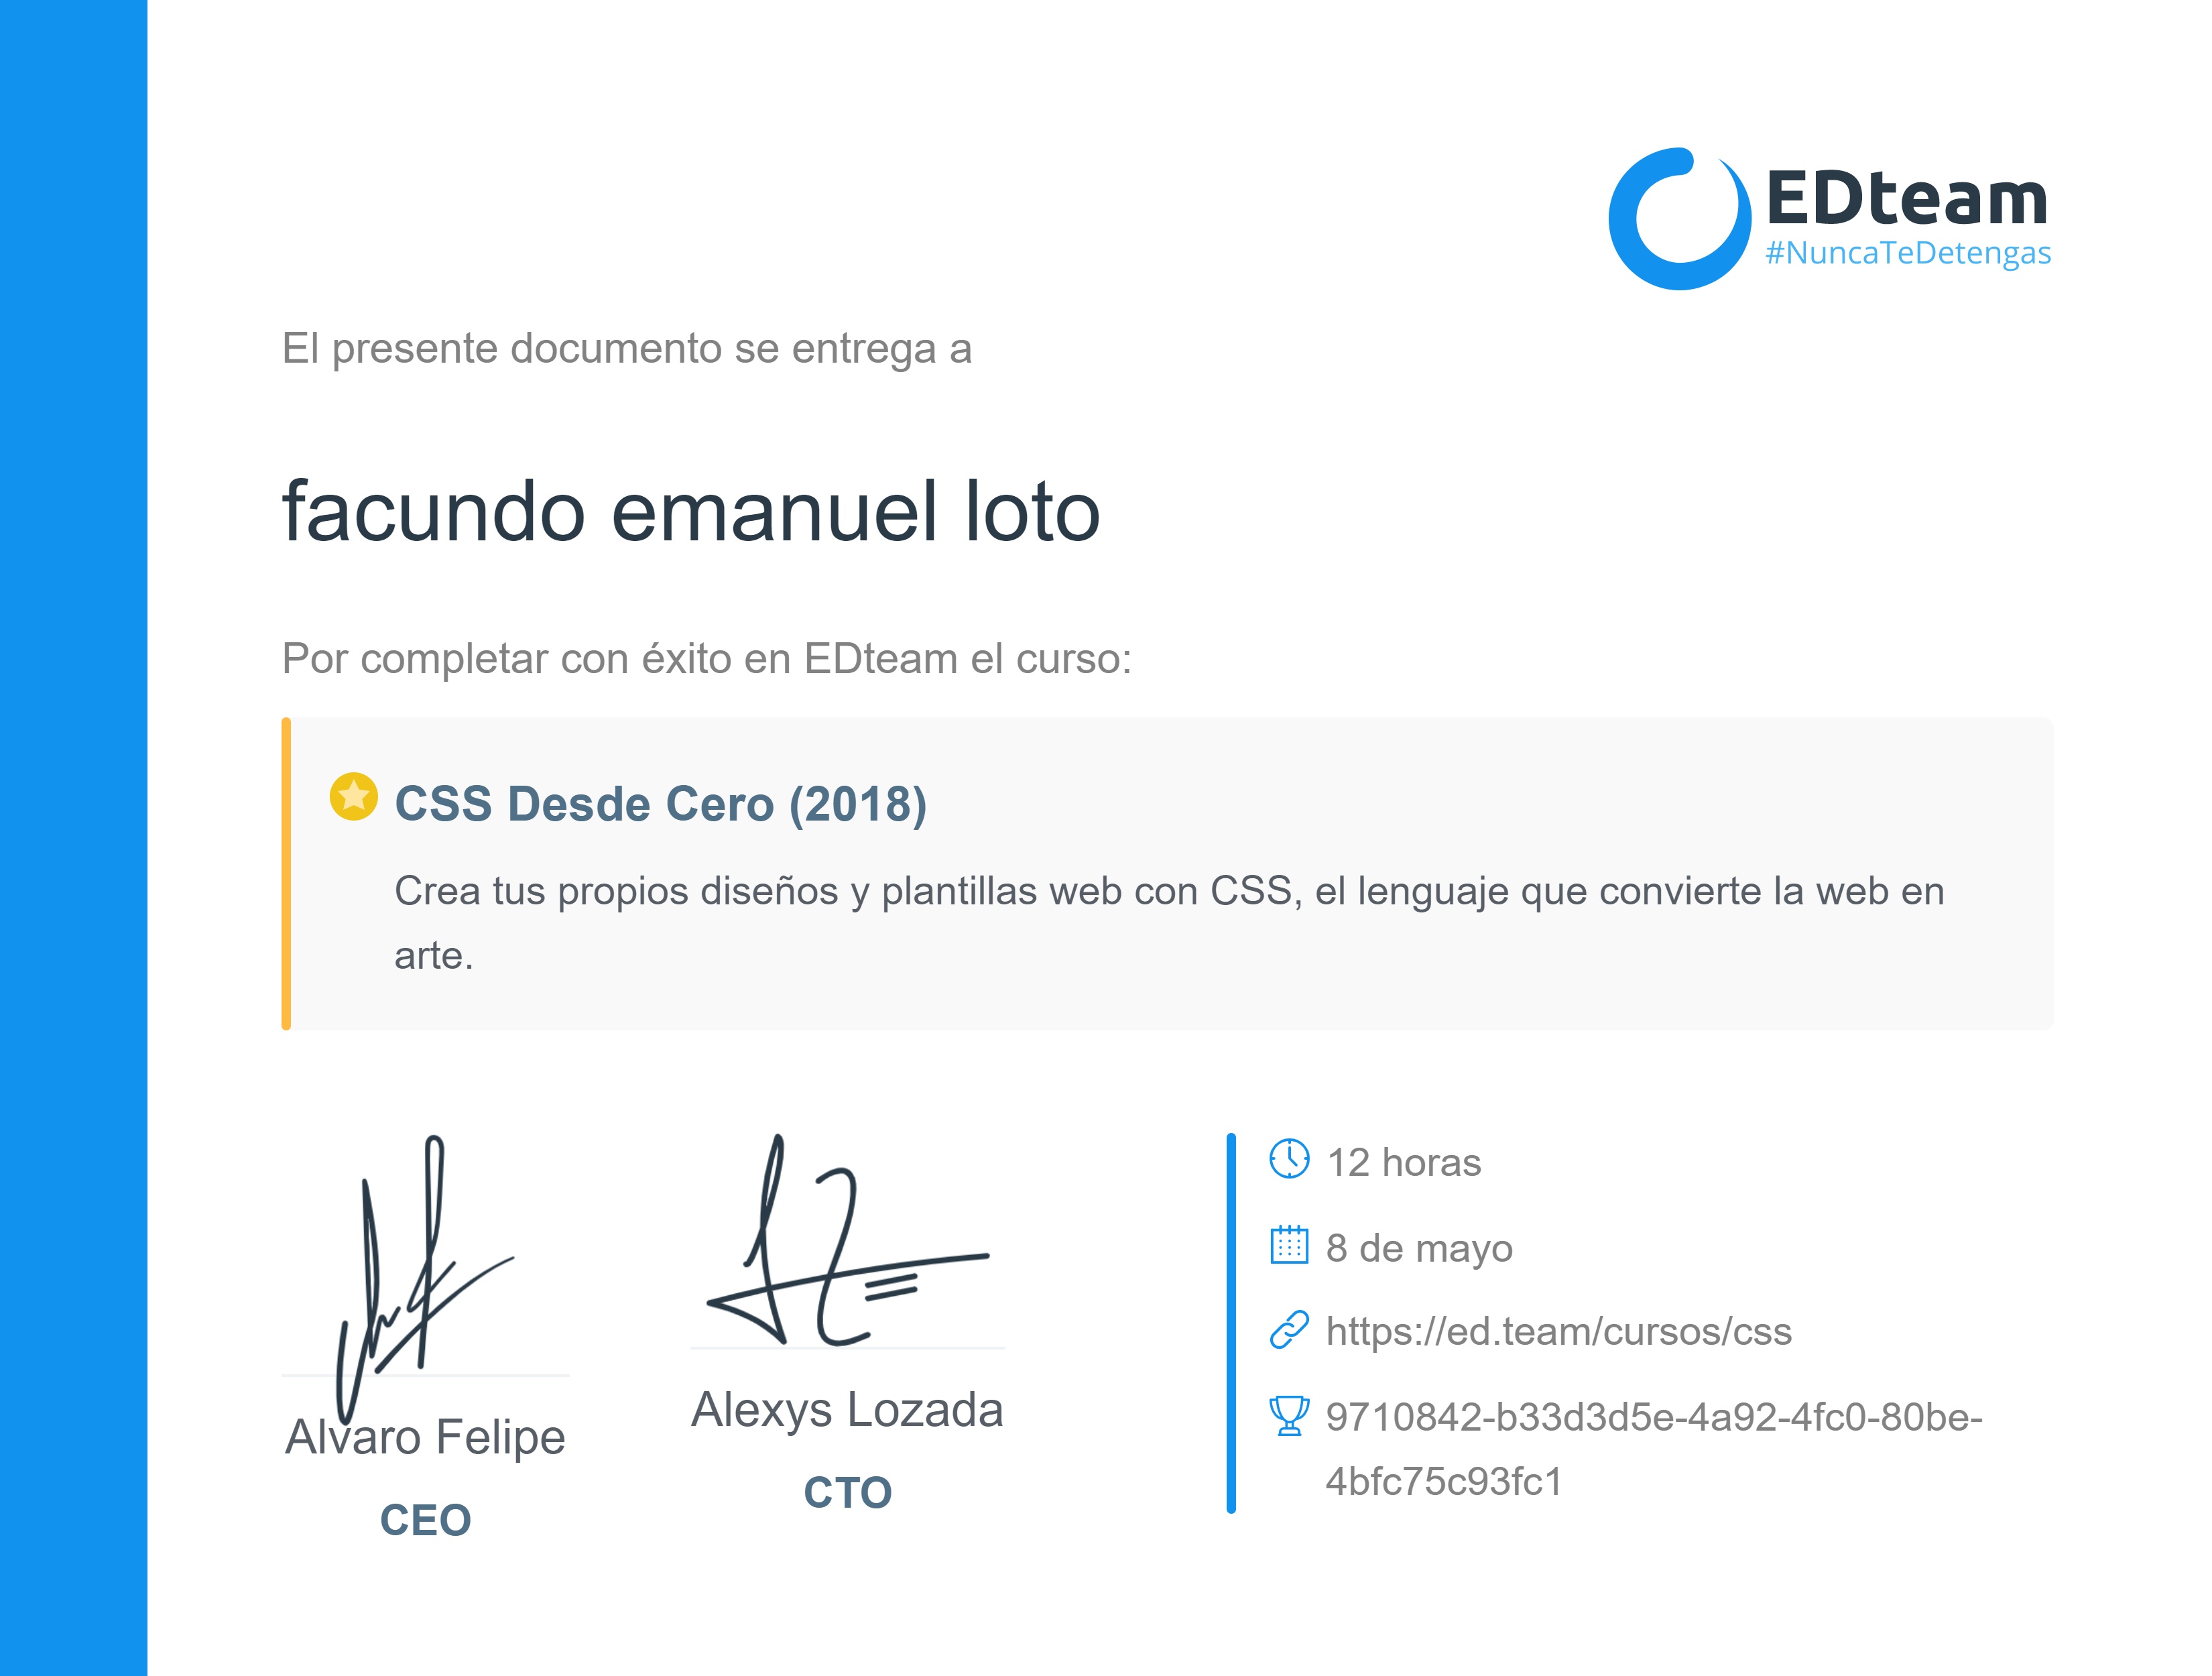 EDteam
#NuncaTeDetengas
El presente documento se entrega a
facundo emanuel loto
Por completar con éxito en EDteam el curso:
CSS Desde Cero (2018)
Crea tus propios diseños y plantillas web con CSS, el lenguaje que convierte la web en
arte.
Alvaro Felipe
CEO
Alexys Lozada
CTO
12 horas
8 de mayo
https://ed.team/cursos/css
9710842-b33d3d5e-4a92-4fc0-80be-
4bfc75c93fc1